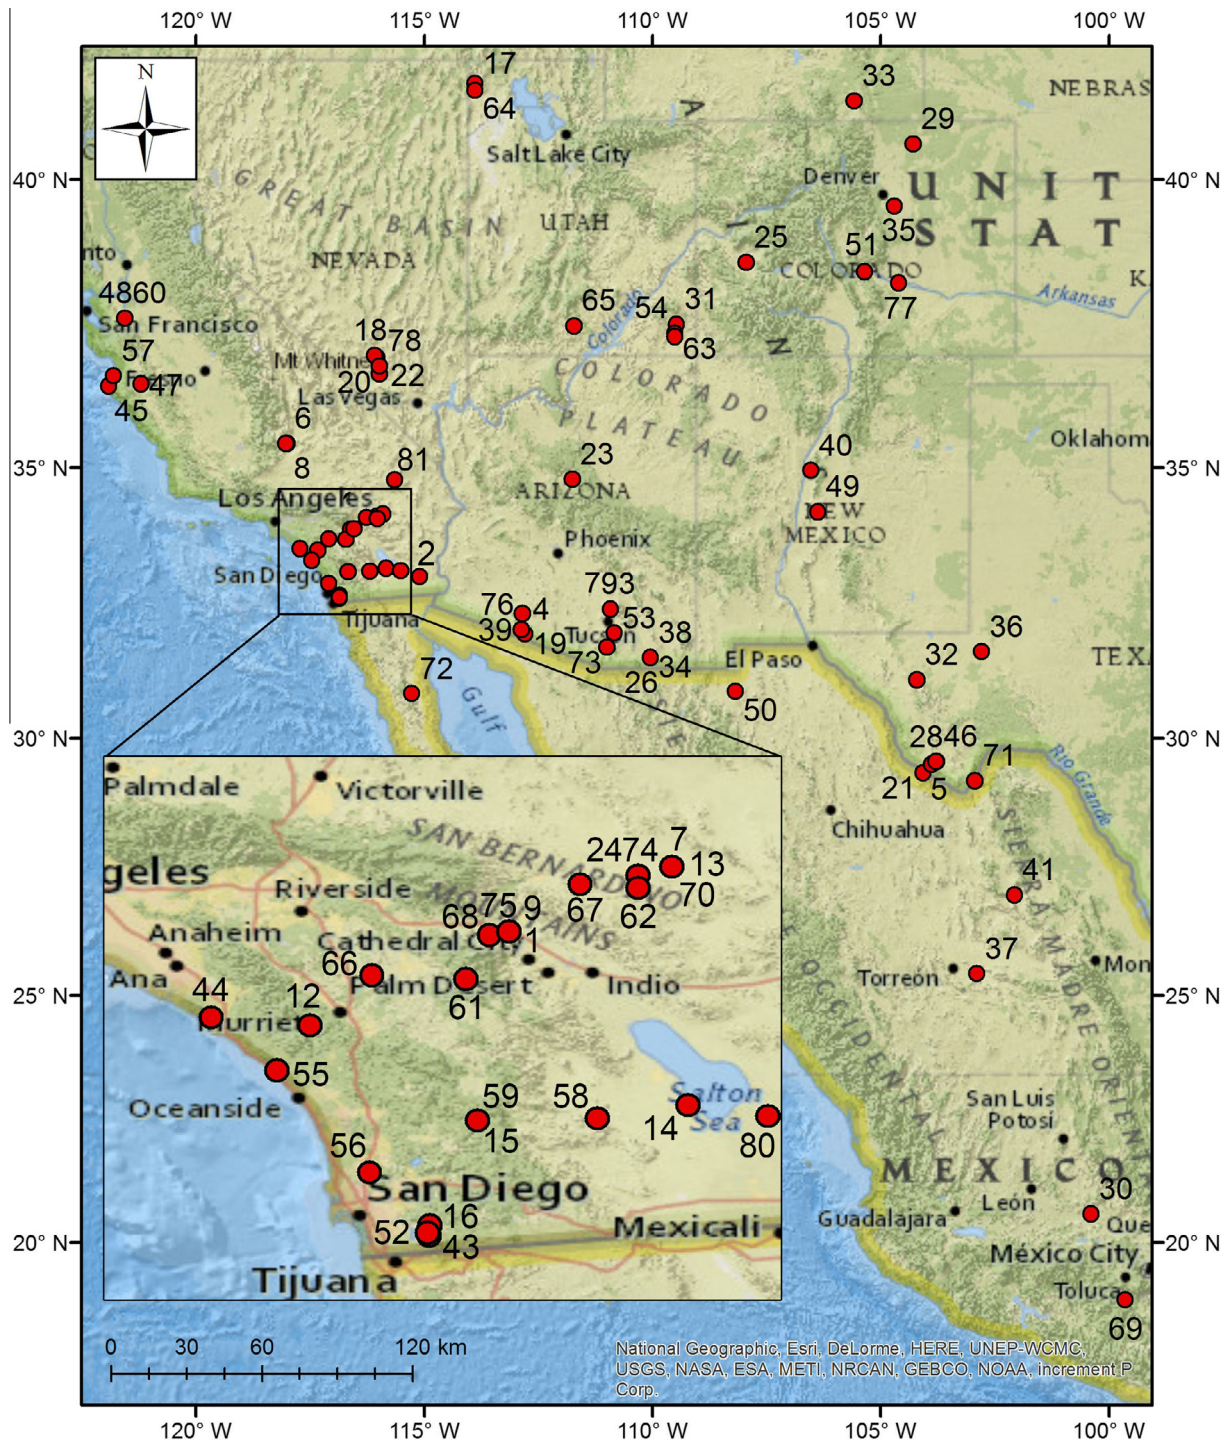 120° W 115° W 110° W 105° W 100° W
N
17
64
33
29
NEBRAS
Salt Lake City
40° N
40° N
Denver
UNIT
STAT
35
GREAT BASIN
UTAH
NEVADA
25
51
COLORADO
77
Arkansas
K
nto
4860
San Francisco
65
Colorado
54
31
63
57
Fresno
47
45
18
78
Mt Whitney
20
22
Las Vegas
COLORADO
PLATEAU
6
8
81
23
ARIZONA
40
49
NEW
MEXICO
Oklahom
35° N
35° N
Los Angeles
Phoenix
San Diego
2
Tijuana
793
76
4
53
39
19
Tucson
38
73
26
34
El Paso
36
32
TEXA
72
Gulf
50
30° N
30° N
2846
71
21
5
Rio Grande
Chihuahua
SIERRA MADRE ORIENT
41
37
Torreón
Mon
25° N
25° N
OCCIDENTAL
San Luis
Potosí
MEXICO
León
30
Guadalajara
Que
20° N
20° N
México City
Toluca
69
Palmdale
Victorville
SAN BERNARDINO
MOUNTAINS
7
2474
13
70
67
62
geles
Riverside
68
75
9
1
Anaheim
Cathedral City
66
Palm Desert
61
Indio
Ana
44
12
Murriet
55
Oceanside
59
15
58
14
Salton
Sea
80
56
San Diego
52
16
43
Mexicali
Tijuana
0 30 60 120 km
National Geographic, Esri, DeLorme, HERE, UNEP-WCMC,
USGS, NASA, ESA, METI, NRCAN, GEBCO, NOAA, increment P
Corp.
120° W 115° W 110° W 105° W 100° W